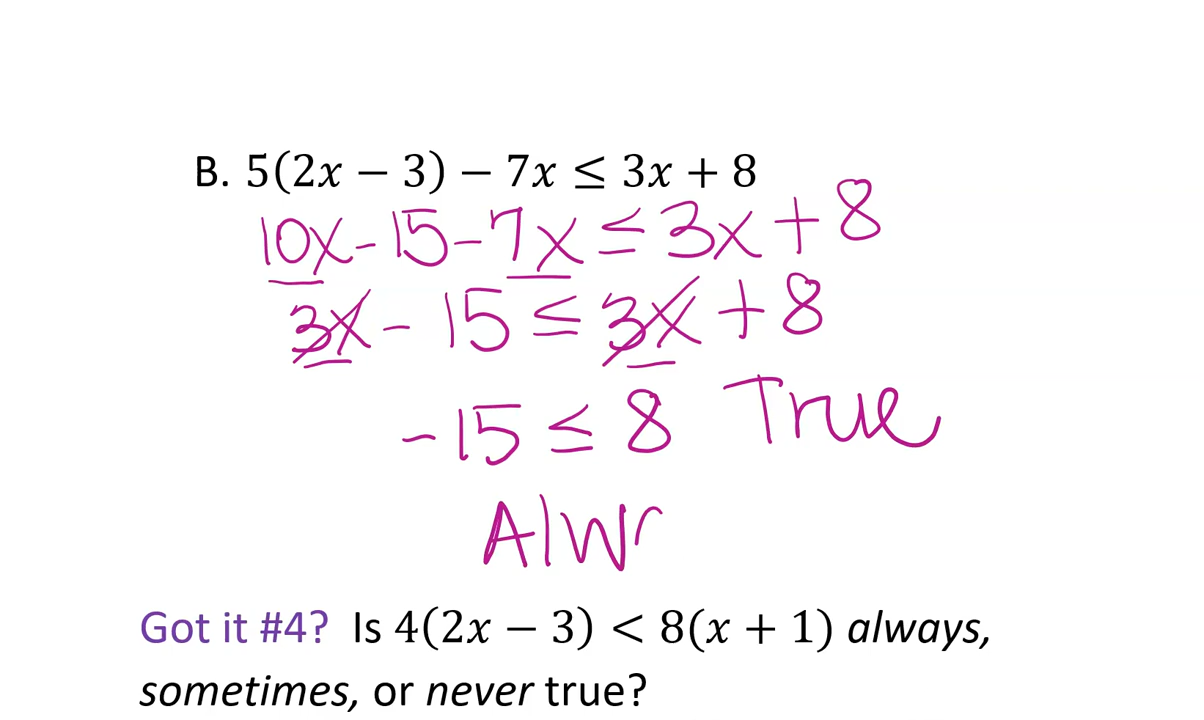 B. 5(2x − 3) − 7x ≤ 3x + 8
10x - 15 - 7x ≤ 3x + 8
3x - 15 ≤ 3x + 8
-15 ≤ 8 True
Alw
Got it #4? Is 4(2x − 3) < 8(x + 1) always,
sometimes, or never true?